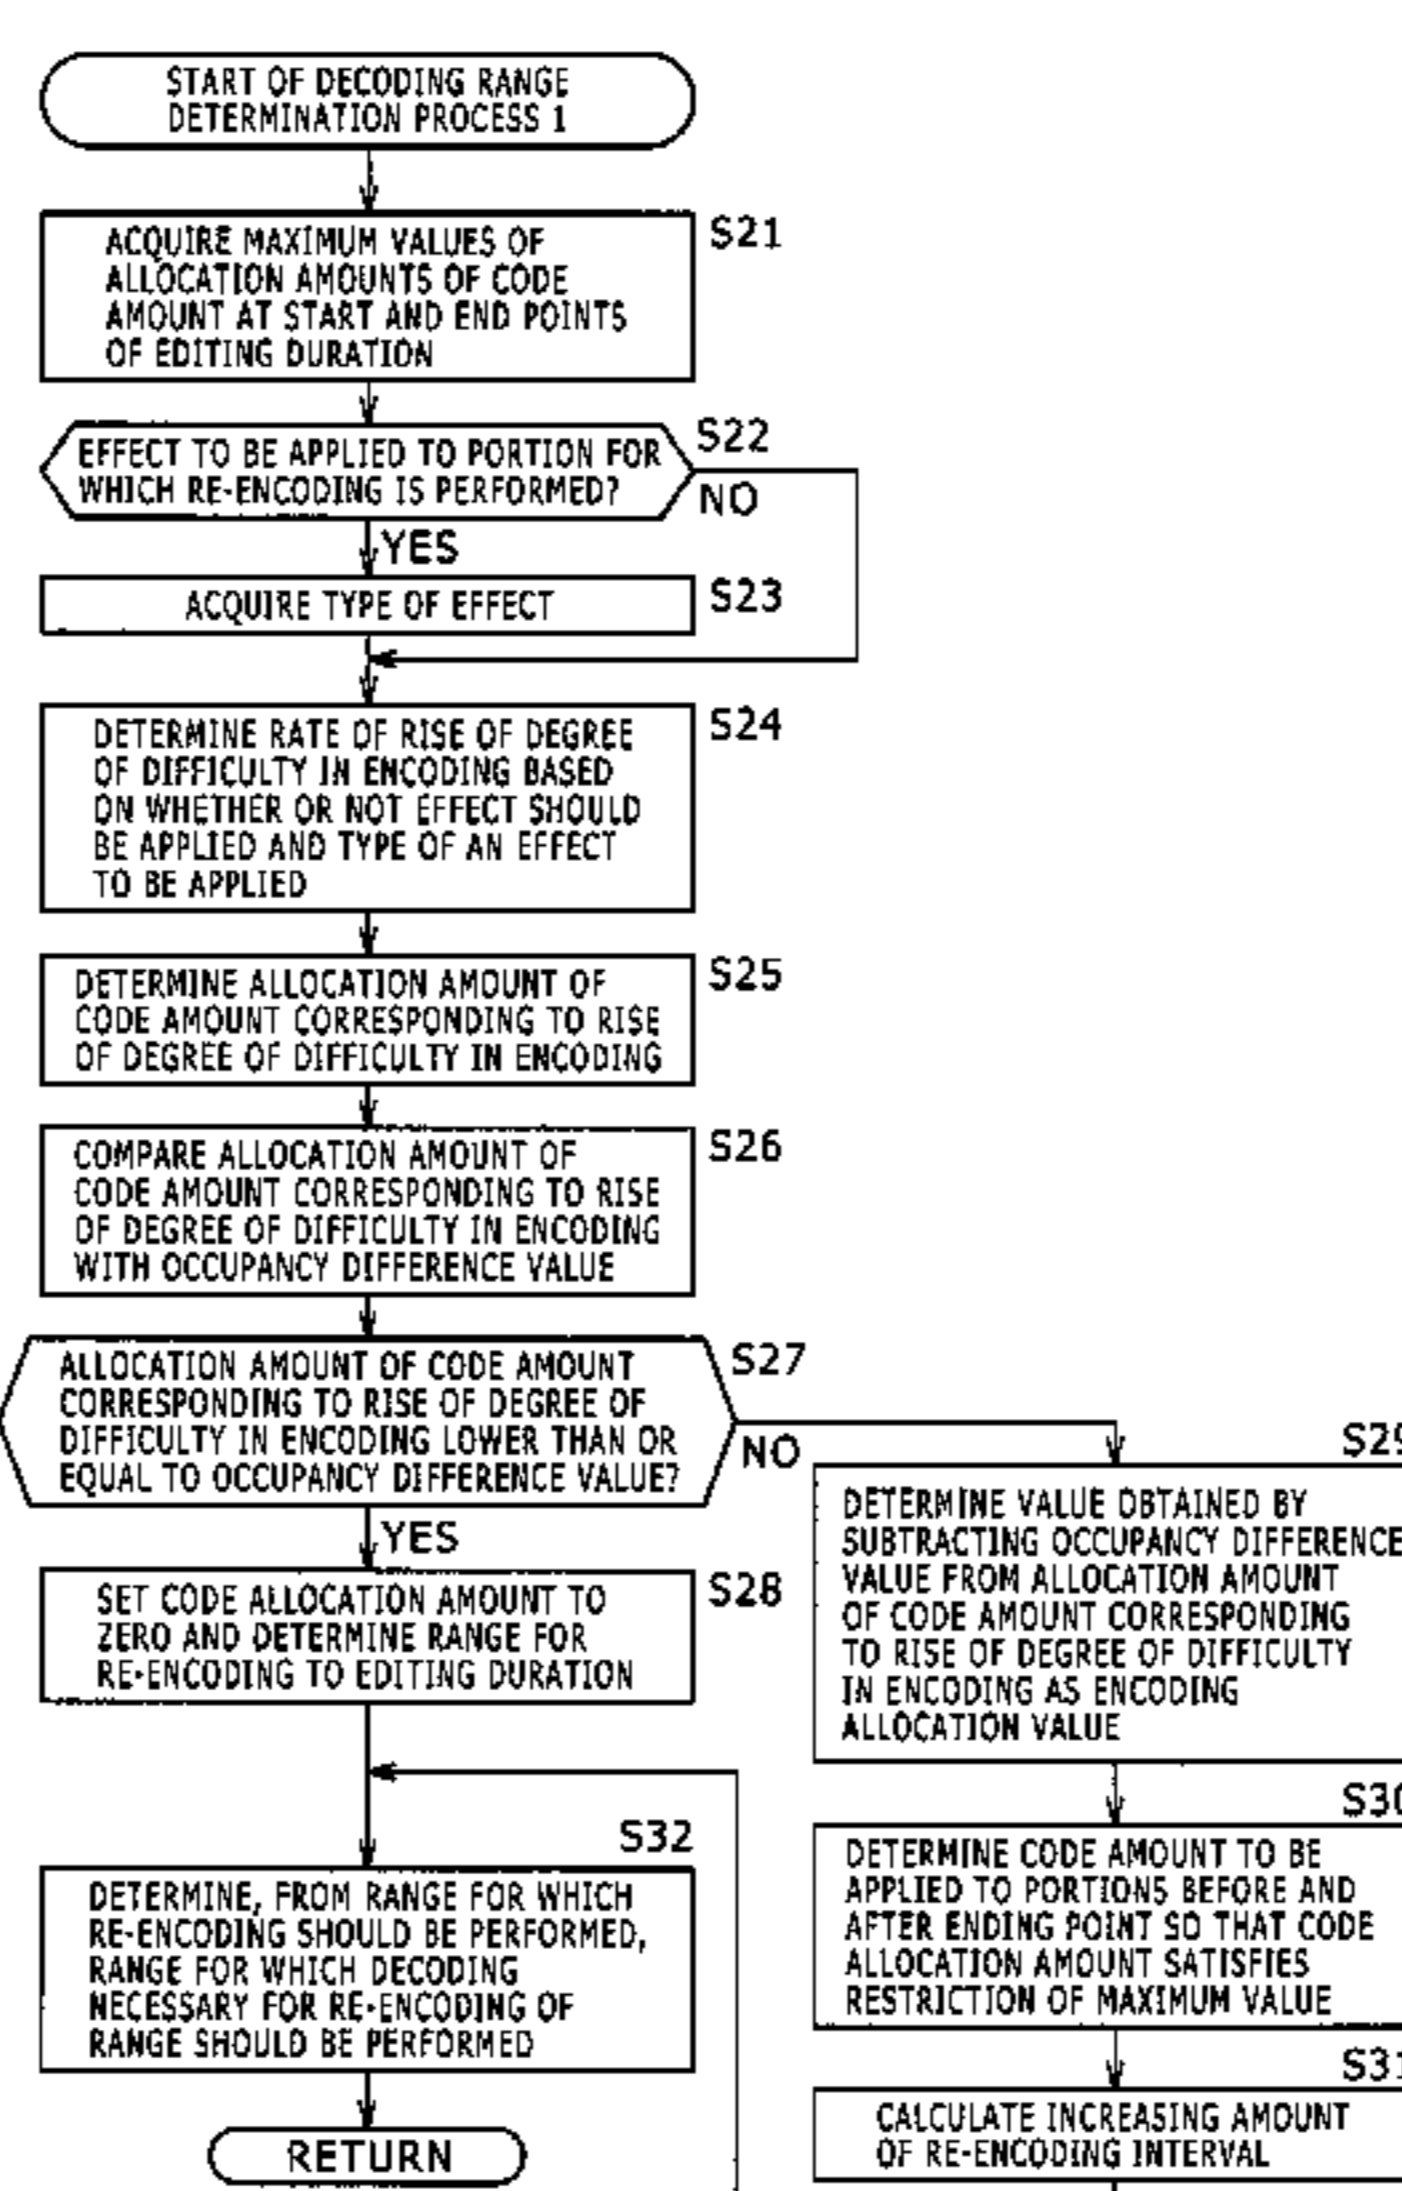 START OF DECODING RANGE
DETERMINATION PROCESS 1
S21
ACQUIRE MAXIMUM VALUES OF
ALLOCATION AMOUNTS OF CODE
AMOUNT AT START AND END POINTS
OF EDITING DURATION
S22
EFFECT TO BE APPLIED TO PORTION FOR
WHICH RE-ENCODING IS PERFORMED?
NO
YES
S23
ACQUIRE TYPE OF EFFECT
S24
DETERMINE RATE OF RISE OF DEGREE
OF DIFFICULTY IN ENCODING BASED
ON WHETHER OR NOT EFFECT SHOULD
BE APPLIED AND TYPE OF AN EFFECT
TO BE APPLIED
S25
DETERMINE ALLOCATION AMOUNT OF
CODE AMOUNT CORRESPONDING TO RISE
OF DEGREE OF DIFFICULTY IN ENCODING
S26
COMPARE ALLOCATION AMOUNT OF
CODE AMOUNT CORRESPONDING TO RISE
OF DEGREE OF DIFFICULTY IN ENCODING
WITH OCCUPANCY DIFFERENCE VALUE
S27
ALLOCATION AMOUNT OF CODE AMOUNT
CORRESPONDING TO RISE OF DEGREE OF
DIFFICULTY IN ENCODING LOWER THAN OR
EQUAL TO OCCUPANCY DIFFERENCE VALUE?
NO
YES
S28
SET CODE ALLOCATION AMOUNT TO
ZERO AND DETERMINE RANGE FOR
RE-ENCODING TO EDITING DURATION
S29
DETERMINE VALUE OBTAINED BY
SUBTRACTING OCCUPANCY DIFFERENCE
VALUE FROM ALLOCATION AMOUNT
OF CODE AMOUNT CORRESPONDING
TO RISE OF DEGREE OF DIFFICULTY
IN ENCODING AS ENCODING
ALLOCATION VALUE
S30
DETERMINE CODE AMOUNT TO BE
APPLIED TO PORTIONS BEFORE AND
AFTER ENDING POINT SO THAT CODE
ALLOCATION AMOUNT SATISFIES
RESTRICTION OF MAXIMUM VALUE
S31
CALCULATE INCREASING AMOUNT
OF RE-ENCODING INTERVAL
S32
DETERMINE, FROM RANGE FOR WHICH
RE-ENCODING SHOULD BE PERFORMED,
RANGE FOR WHICH DECODING
NECESSARY FOR RE-ENCODING OF
RANGE SHOULD BE PERFORMED
RETURN